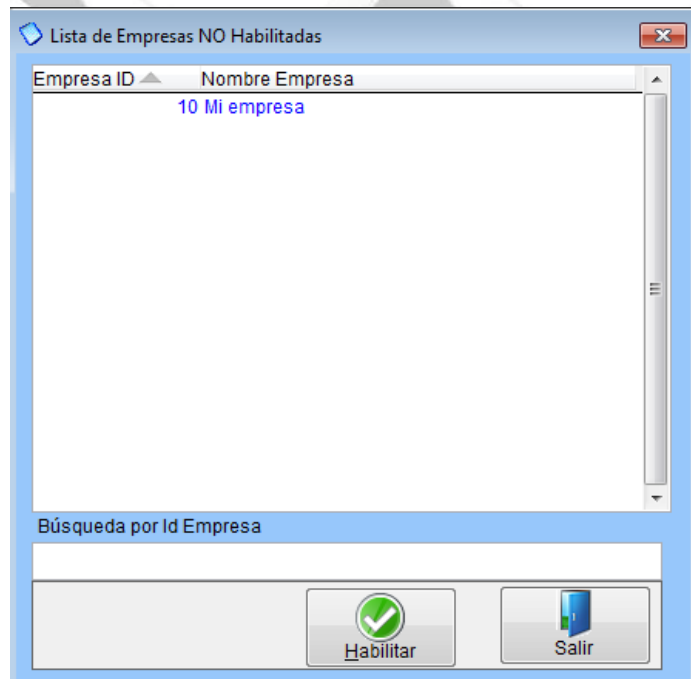 Lista de Empresas NO Habilitadas
Empresa ID Nombre Empresa
10 Mi empresa
Búsqueda por Id Empresa
Habilitar Salir